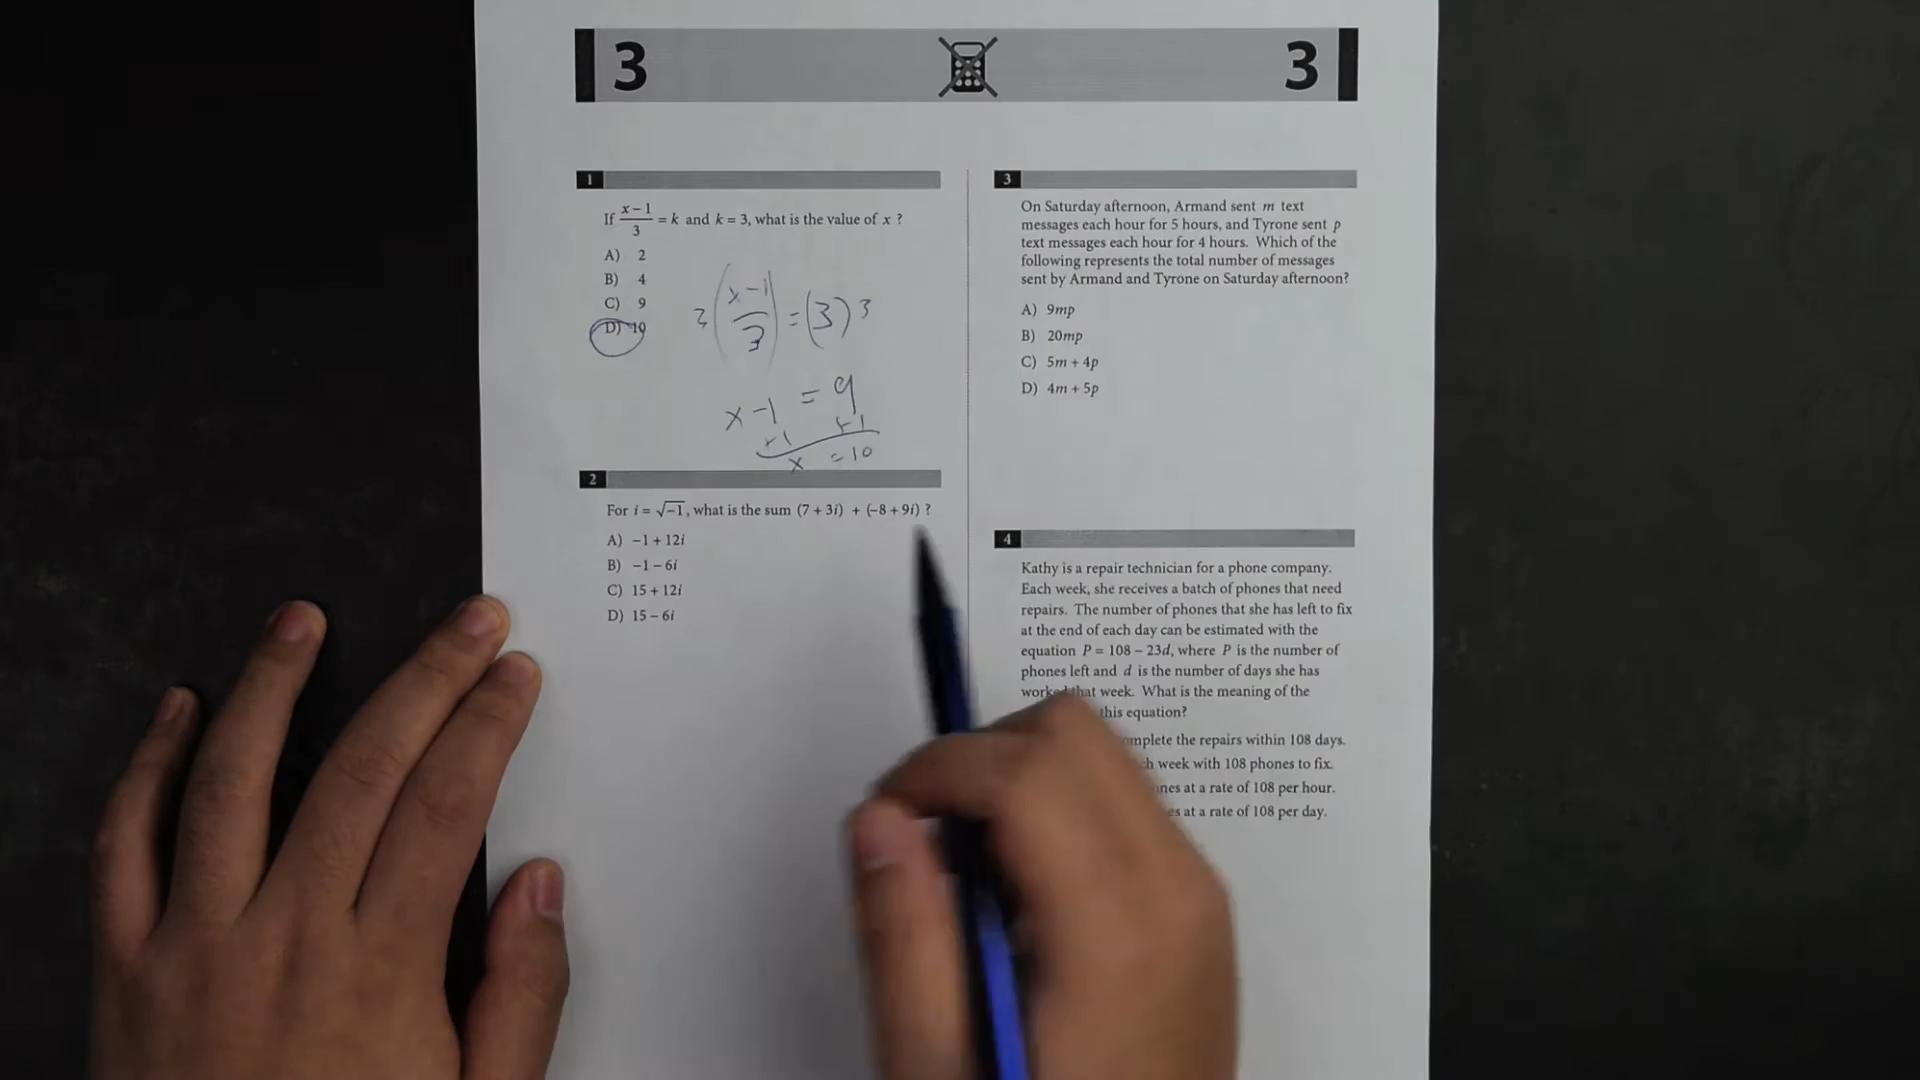 3 3
1
If x – 1 / 3 = k and k = 3, what is the value of x ?
A) 2
B) 4
C) 9
D) 10
3 ( x - 1 / 3 ) = (3) 3
x - 1 = 9
+1 +1
x = 10
2
For i = √–1, what is the sum (7 + 3i) + (–8 + 9i) ?
A) –1 + 12i
B) –1 – 6i
C) 15 + 12i
D) 15 – 6i
3
On Saturday afternoon, Armand sent m text
messages each hour for 5 hours, and Tyrone sent p
text messages each hour for 4 hours. Which of the
following represents the total number of messages
sent by Armand and Tyrone on Saturday afternoon?
A) 9mp
B) 20mp
C) 5m + 4p
D) 4m + 5p
4
Kathy is a repair technician for a phone company.
Each week, she receives a batch of phones that need
repairs. The number of phones that she has left to fix
at the end of each day can be estimated with the
equation P = 108 – 23d, where P is the number of
phones left and d is the number of days she has
worked that week. What is the meaning of the
this equation?
the repairs within 108 days.
week with 108 phones to fix.
at a rate of 108 per hour.
at a rate of 108 per day.